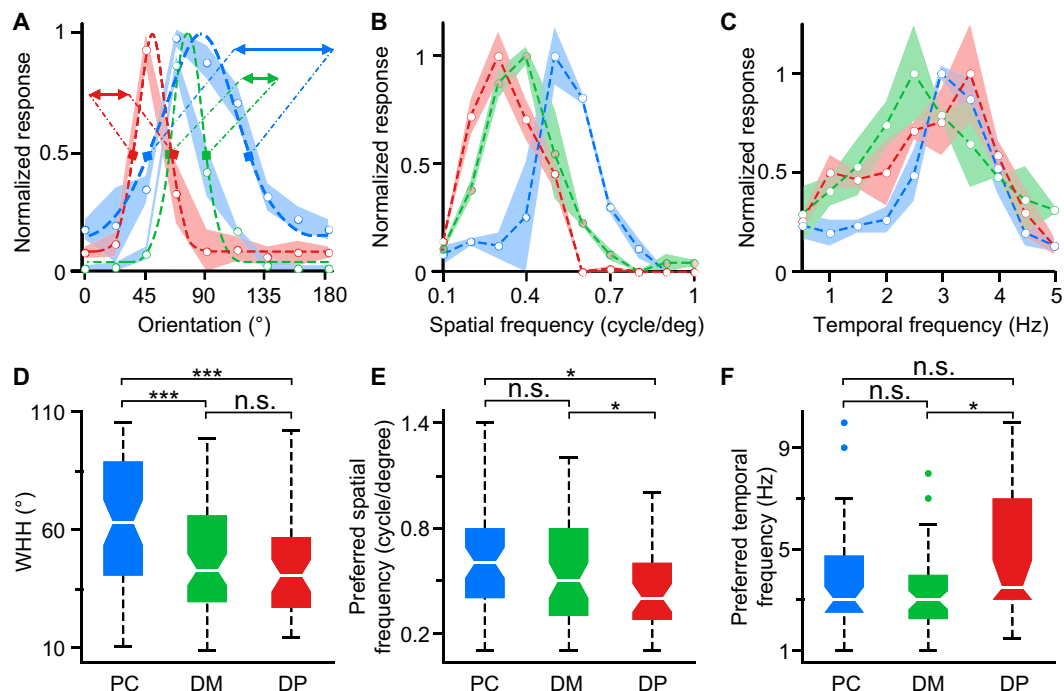 A
Normalized response
1
0.5
0
0 45 90 135 180
Orientation (°)
B
Normalized response
1
0.5
0
0.1 0.4 0.7 1
Spatial frequency (cycle/deg)
C
Normalized response
1
0.5
0
1 2 3 4 5
Temporal frequency (Hz)
D
WHH (°)
110
60
10
***
***
n.s.
PC DM DP
E
Preferred spatial
frequency (cycle/degree)
1.4
0.8
0.2
*
n.s.
*
PC DM DP
F
Preferred temporal
frequency (Hz)
9
5
1
n.s.
n.s.
*
PC DM DP